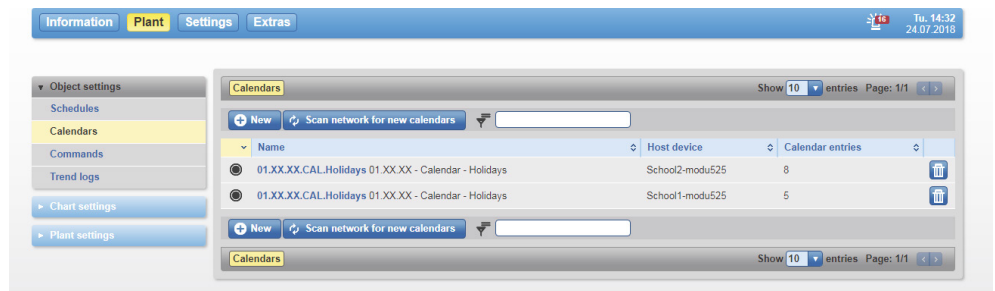 Information Plant Settings Extras 16 Tu. 14:32
24.07.2018
Object settings
Schedules
Calendars
Commands
Trend logs
Chart settings
Plant settings
Calendars Show 10 entries Page: 1/1
New Scan network for new calendars
Name Host device Calendar entries
01.XX.XX.CAL.Holidays 01.XX.XX - Calendar - Holidays School2-modu525 8
01.XX.XX.CAL.Holidays 01.XX.XX - Calendar - Holidays School1-modu525 5
New Scan network for new calendars
Calendars Show 10 entries Page: 1/1